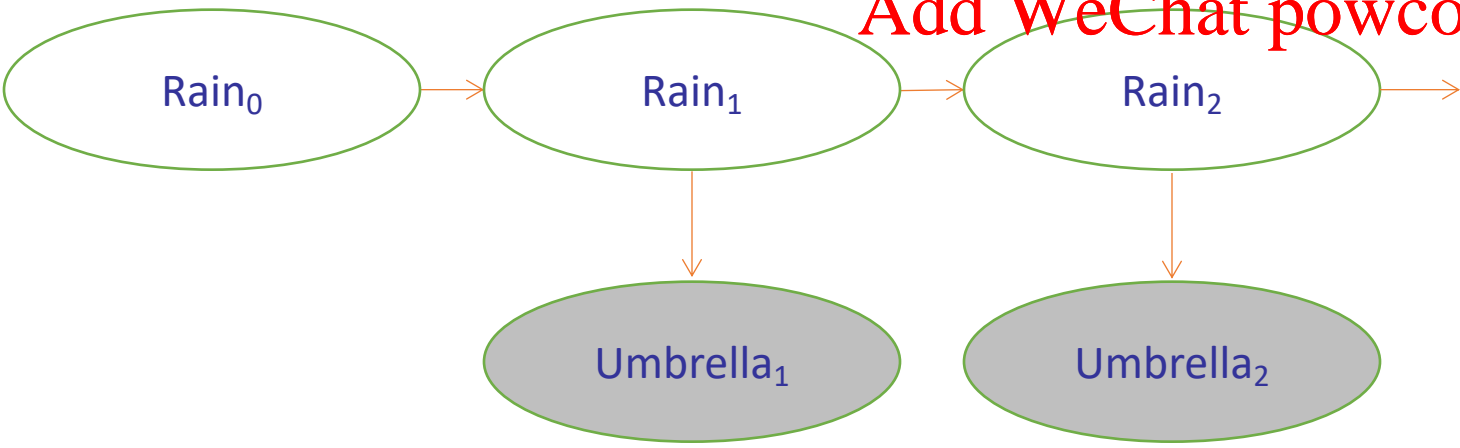 Add WeChat powco
Rain₀
Rain₁
Rain₂
Umbrella₁
Umbrella₂